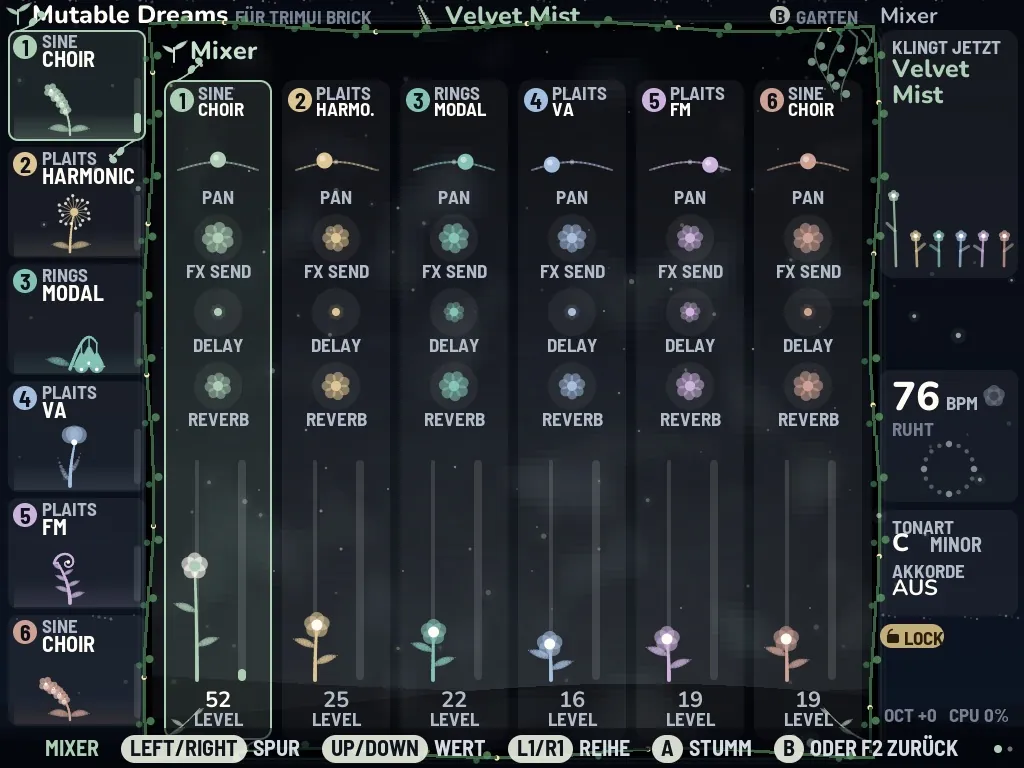 Mutable Dreams FÜR TRIMUI BRICK
Velvet Mist
B GARTEN
Mixer
1 SINE
CHOIR
2 PLAITS
HARMONIC
3 RINGS
MODAL
4 PLAITS
VA
5 PLAITS
FM
6 SINE
CHOIR
Mixer
1 SINE
CHOIR
2 PLAITS
HARMO.
3 RINGS
MODAL
4 PLAITS
VA
5 PLAITS
FM
6 SINE
CHOIR
PAN PAN PAN PAN PAN PAN
FX SEND FX SEND FX SEND FX SEND FX SEND FX SEND
DELAY DELAY DELAY DELAY DELAY DELAY
REVERB REVERB REVERB REVERB REVERB REVERB
52 25 22 16 19 19
LEVEL LEVEL LEVEL LEVEL LEVEL LEVEL
KLINGT JETZT
Velvet
Mist
76 BPM
RUHT
TONART
C MINOR
AKKORDE
AUS
LOCK
OCT +0 CPU 0%
MIXER LEFT/RIGHT SPUR UP/DOWN WERT L1/R1 REIHE A STUMM B ODER F2 ZURÜCK